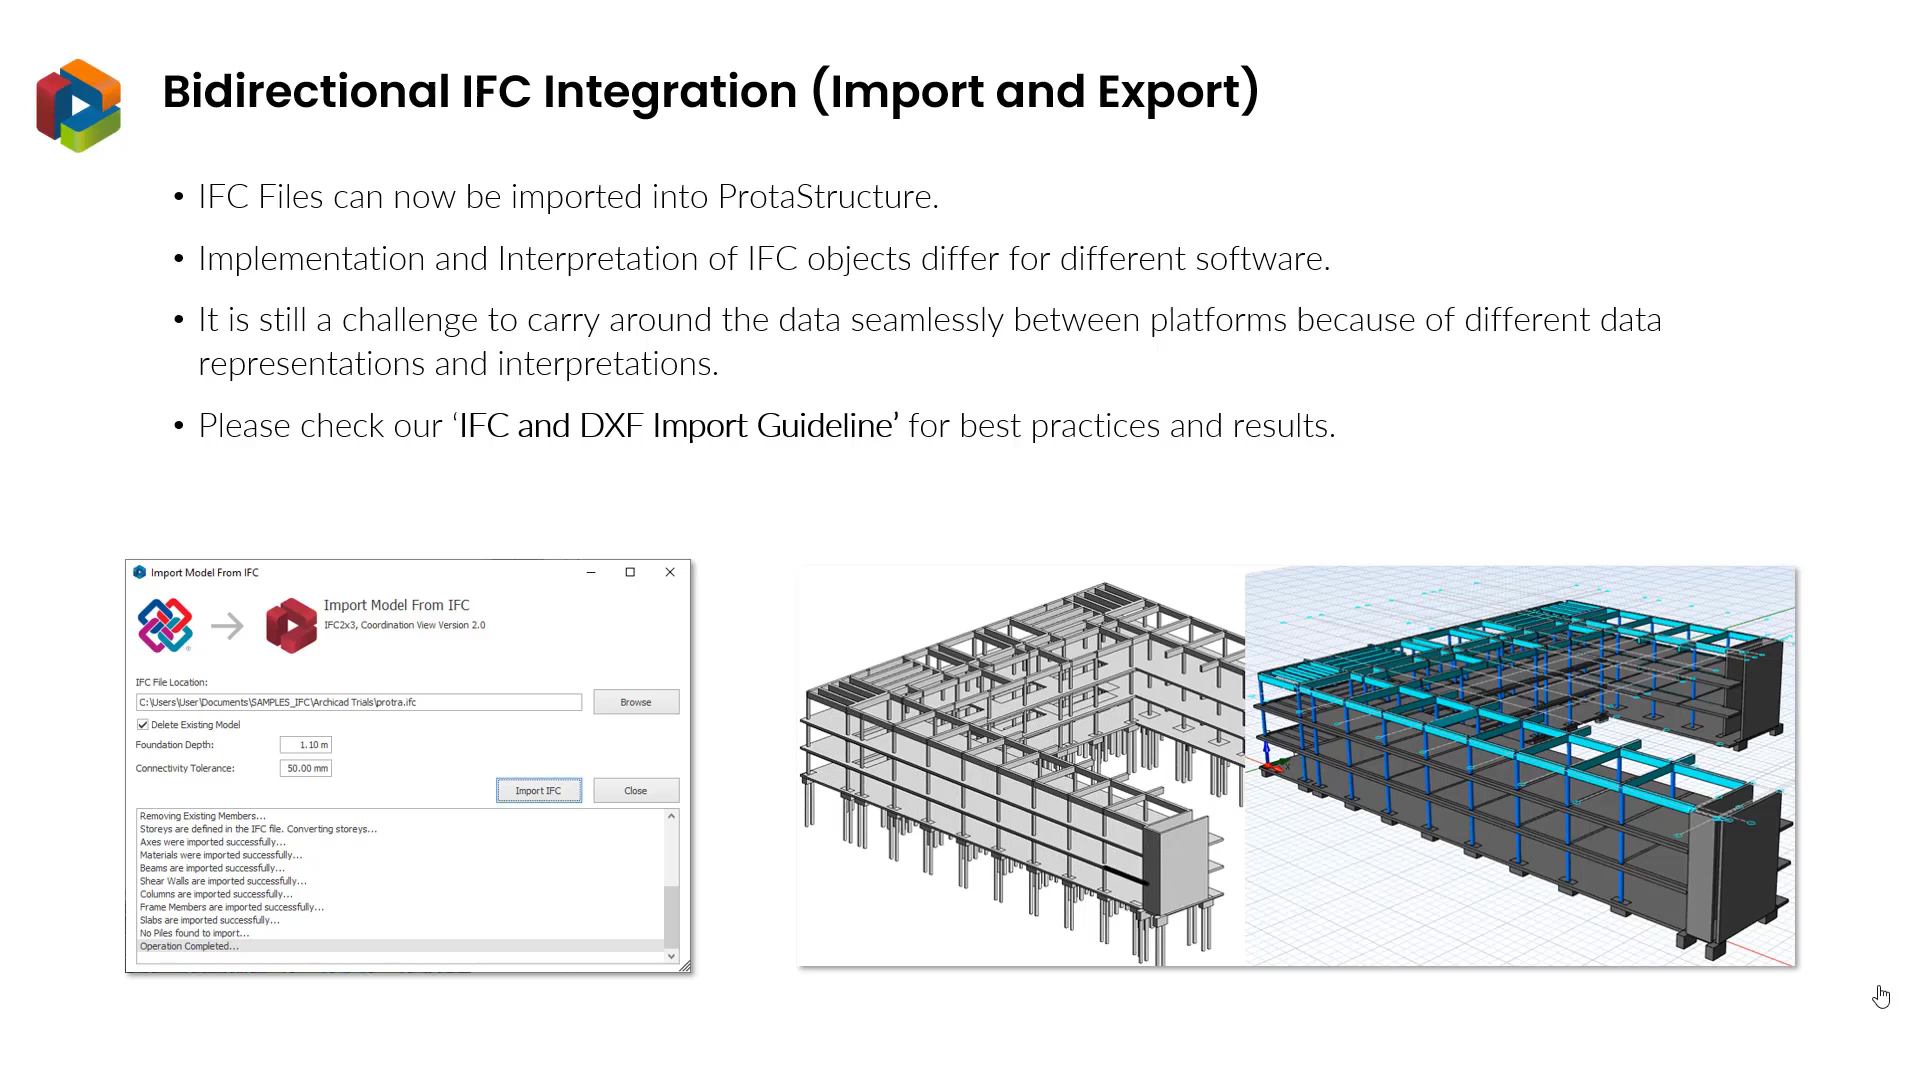 Bidirectional IFC Integration (Import and Export)
• IFC Files can now be imported into ProtaStructure.
• Implementation and Interpretation of IFC objects differ for different software.
• It is still a challenge to carry around the data seamlessly between platforms because of different data
representations and interpretations.
• Please check our ‘IFC and DXF Import Guideline’ for best practices and results.
Import Model From IFC
Import Model From IFC
IFC2x3, Coordination View Version 2.0
IFC File Location:
C:\Users\User\Documents\SAMPLES_IFC\Archicad Trials\protra.ifc
Browse
Delete Existing Model
Foundation Depth:
1.10 m
Connectivity Tolerance:
50.00 mm
Import IFC
Close
Removing Existing Members...
Storeys are defined in the IFC file. Converting storeys...
Axes were imported successfully...
Materials were imported successfully...
Beams are imported successfully...
Shear Walls are imported successfully...
Columns are imported successfully...
Frame Members are imported successfully...
Slabs are imported successfully...
No Piles found to import...
Operation Completed...